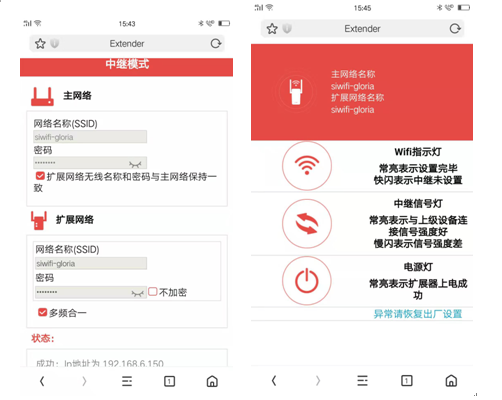 15:43
Extender
中继模式
主网络
网络名称(SSID)
siwifi-gloria
密码
********
扩展网络无线名称和密码与主网络保持一
致
扩展网络
网络名称(SSID)
siwifi-gloria
密码
********
不加密
多频合一
状态:
成功: Ip地址为 192.168.6.150
1
15:45
Extender
主网络名称
siwifi-gloria
扩展网络名称
siwifi-gloria
Wifi指示灯
常亮表示设置完毕
快闪表示中继未设置
中继信号灯
常亮表示与上级设备连
接信号强度好
慢闪表示信号强度差
电源灯
常亮表示扩展器上电成
功
异常请恢复出厂设置
1